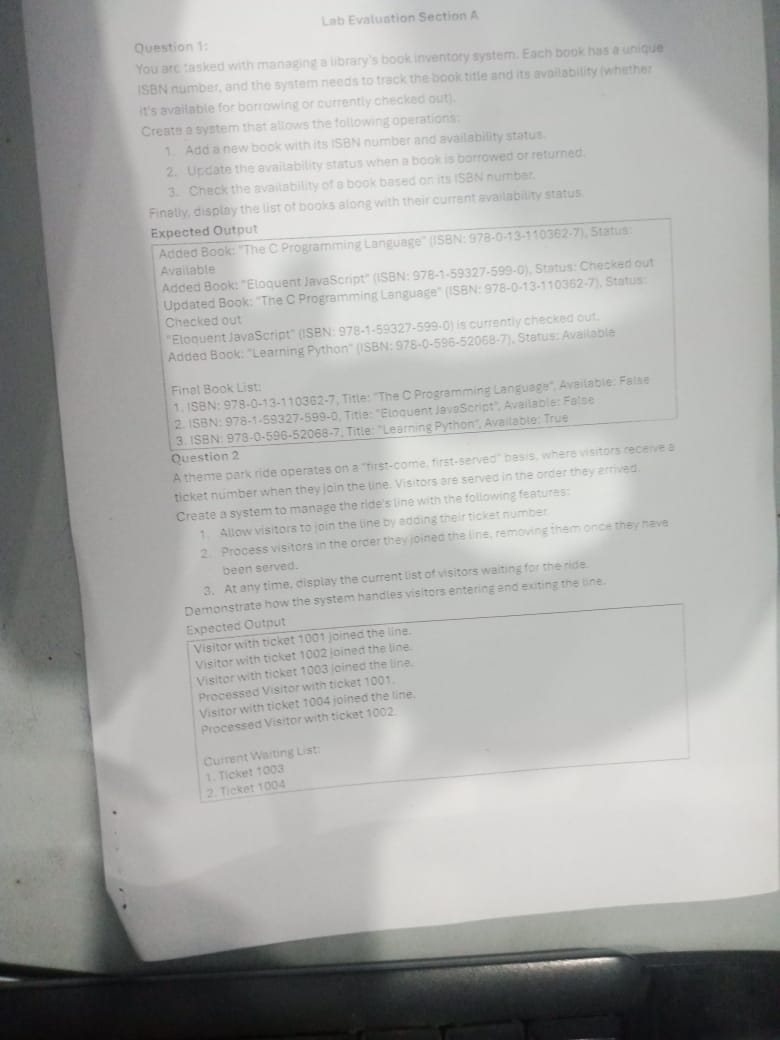 Lab Evaluation Section A
Question 1:
You are tasked with managing a library's book inventory system. Each book has a unique
ISBN number, and the system needs to track the book title and its availability (whether
it's available for borrowing or currently checked out).
Create a system that allows the following operations:
1. Add a new book with its ISBN number and availability status.
2. Update the availability status when a book is borrowed or returned.
3. Check the availability of a book based on its ISBN number.
Finally, display the list of books along with their current availability status.
Expected Output
Added Book: "The C Programming Language" (ISBN: 978-0-13-110362-7), Status:
Available
Added Book: "Eloquent JavaScript" (ISBN: 978-1-59327-599-0), Status: Checked out
Updated Book: "The C Programming Language" (ISBN: 978-0-13-110362-7), Status:
Checked out
"Eloquent JavaScript" (ISBN: 978-1-59327-599-0) is currently checked out.
Added Book: "Learning Python" (ISBN: 978-0-596-52068-7), Status: Available
Final Book List:
1. ISBN: 978-0-13-110362-7, Title: "The C Programming Language", Available: False
2. ISBN: 978-1-59327-599-0, Title: "Eloquent JavaScript", Available: False
3. ISBN: 978-0-596-52068-7, Title: "Learning Python", Available: True
Question 2
A theme park ride operates on a "first-come, first-served" basis, where visitors receive a
ticket number when they join the line. Visitors are served in the order they arrived.
Create a system to manage the ride's line with the following features:
1. Allow visitors to join the line by adding their ticket number.
2. Process visitors in the order they joined the line, removing them once they have
been served.
3. At any time, display the current list of visitors waiting for the ride.
Demonstrate how the system handles visitors entering and exiting the line.
Expected Output
Visitor with ticket 1001 joined the line.
Visitor with ticket 1002 joined the line.
Visitor with ticket 1003 joined the line.
Processed Visitor with ticket 1001.
Visitor with ticket 1004 joined the line.
Processed Visitor with ticket 1002.
Current Waiting List:
1. Ticket 1003
2. Ticket 1004